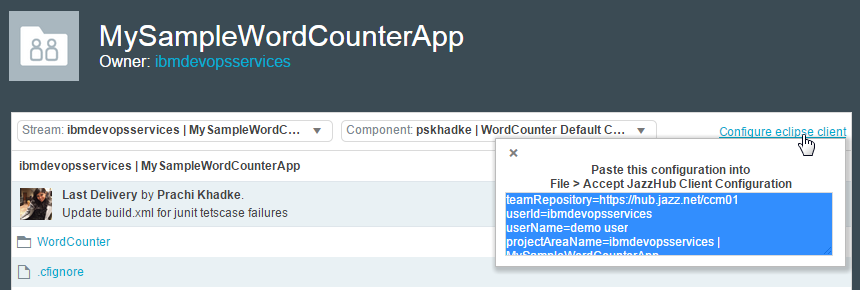 MySampleWordCounterApp
Owner: ibmdevopsservices
Stream: ibmdevopsservices | MySampleWordC...
Component: pskhadke | WordCounter Default C...
Configure eclipse client
ibmdevopsservices | MySampleWordCounterApp
Last Delivery by Prachi Khadke.
Update build.xml for junit tetscase failures
WordCounter
.cfignore
Paste this configuration into
File > Accept JazzHub Client Configuration
teamRepository=https://hub.jazz.net/ccm01
userId=ibmdevopsservices
userName=demo user
projectAreaName=ibmdevopsservices |
MySampleWordCounterApp